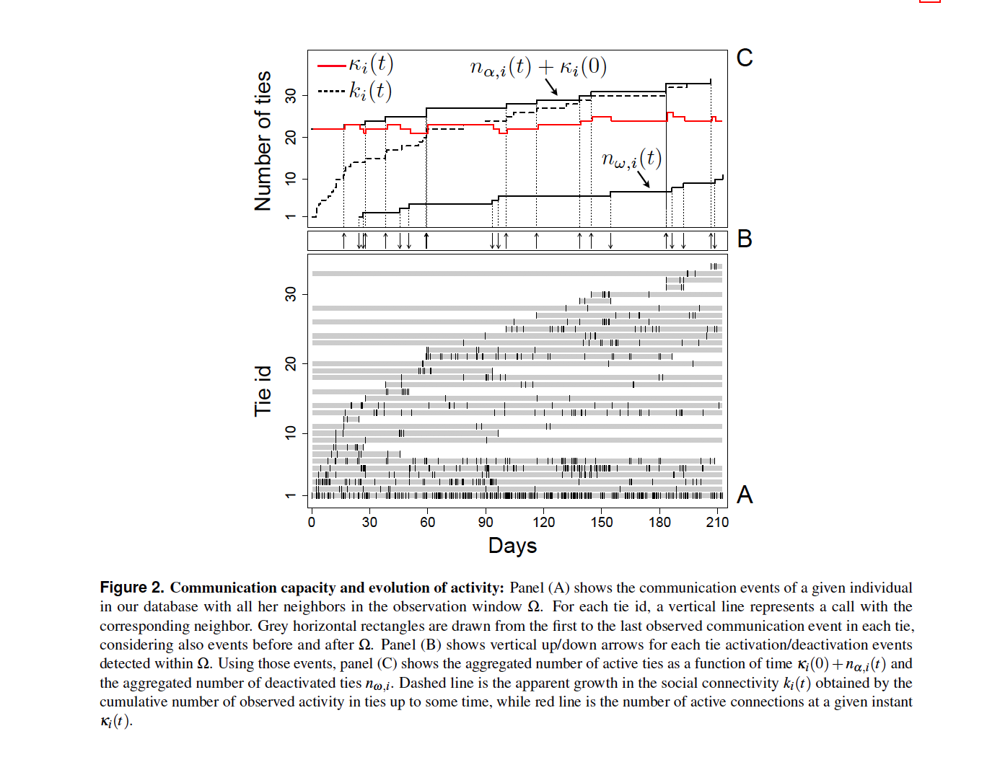 C
κi(t)
ki(t)
nα,i(t) + κi(0)
nω,i(t)
Number of ties
30
20
10
1
B
Tie id
30
20
10
1
A
0 30 60 90 120 150 180 210
Days
Figure 2. Communication capacity and evolution of activity: Panel (A) shows the communication events of a given individual
in our database with all her neighbors in the observation window Ω. For each tie id, a vertical line represents a call with the
corresponding neighbor. Grey horizontal rectangles are drawn from the first to the last observed communication event in each tie,
considering also events before and after Ω. Panel (B) shows vertical up/down arrows for each tie activation/deactivation events
detected within Ω. Using those events, panel (C) shows the aggregated number of active ties as a function of time κi(0) + nα,i(t) and
the aggregated number of deactivated ties nω,i. Dashed line is the apparent growth in the social connectivity ki(t) obtained by the
cumulative number of observed activity in ties up to some time, while red line is the number of active connections at a given instant
κi(t).